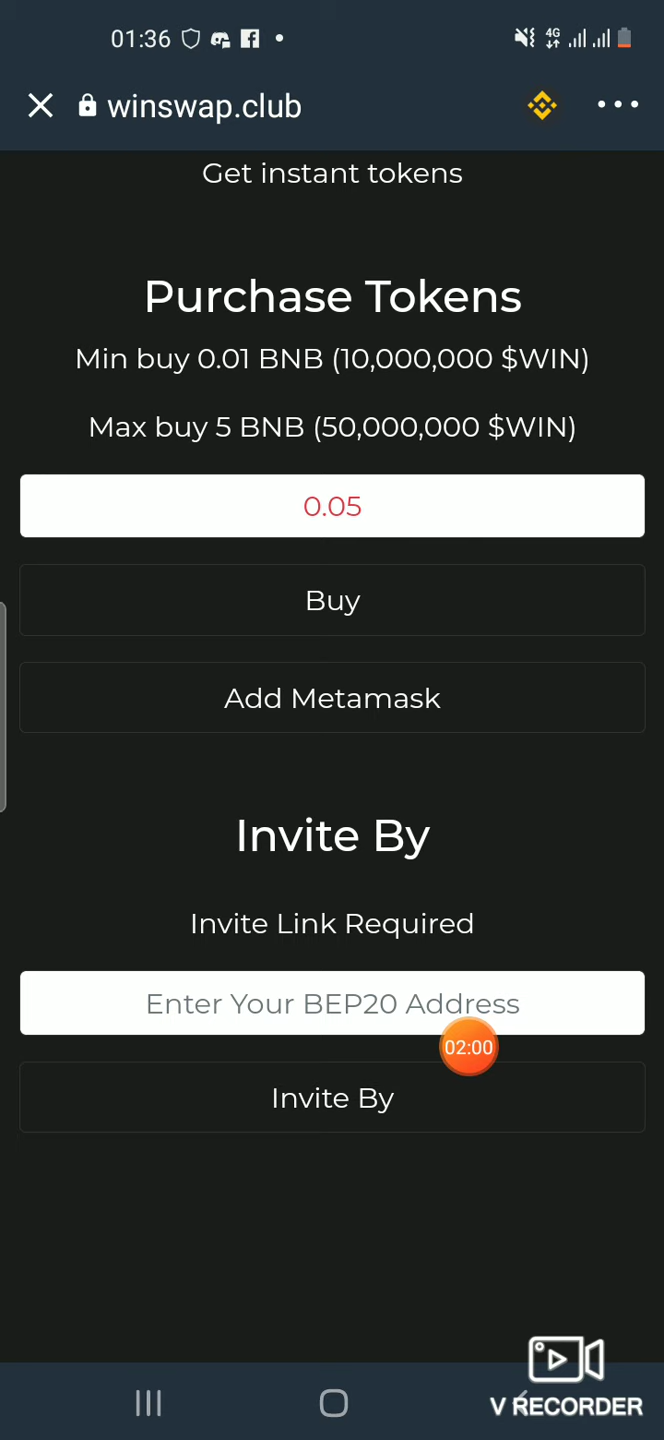 01:36
4G
winswap.club
Get instant tokens
Purchase Tokens
Min buy 0.01 BNB (10,000,000 $WIN)
Max buy 5 BNB (50,000,000 $WIN)
0.05
Buy
Add Metamask
Invite By
Invite Link Required
Enter Your BEP20 Address
02:00
Invite By
V RECORDER